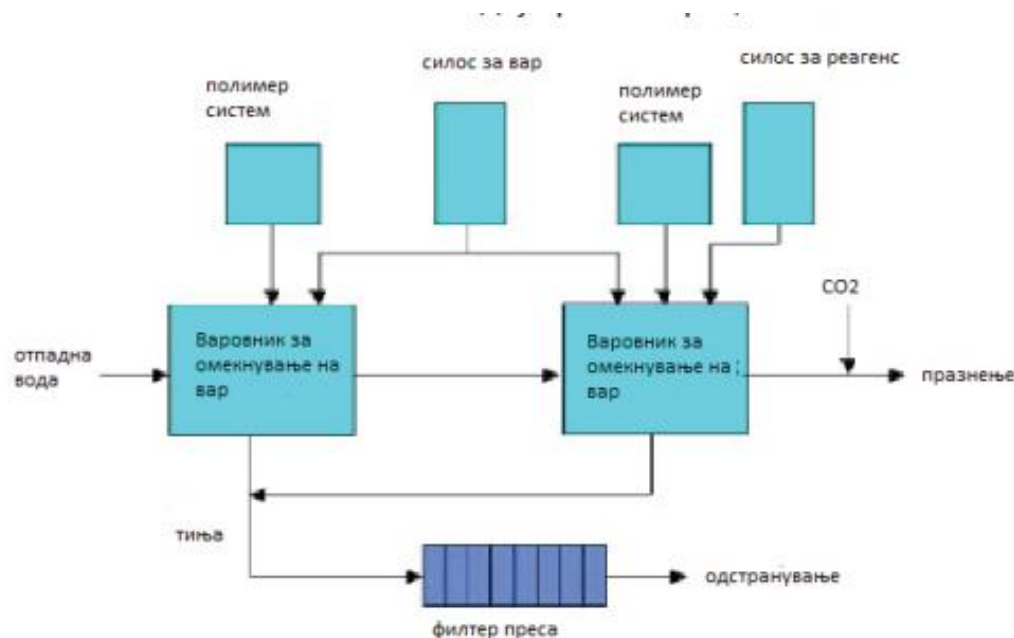 силос за вар
силос за реагенс
полимер
систем
полимер
систем
CO2
Варовник за
омекнување на
вар
Варовник за
омекнување на :
вар
отпадна
вода
празнење
тиња
одстранување
филтер преса